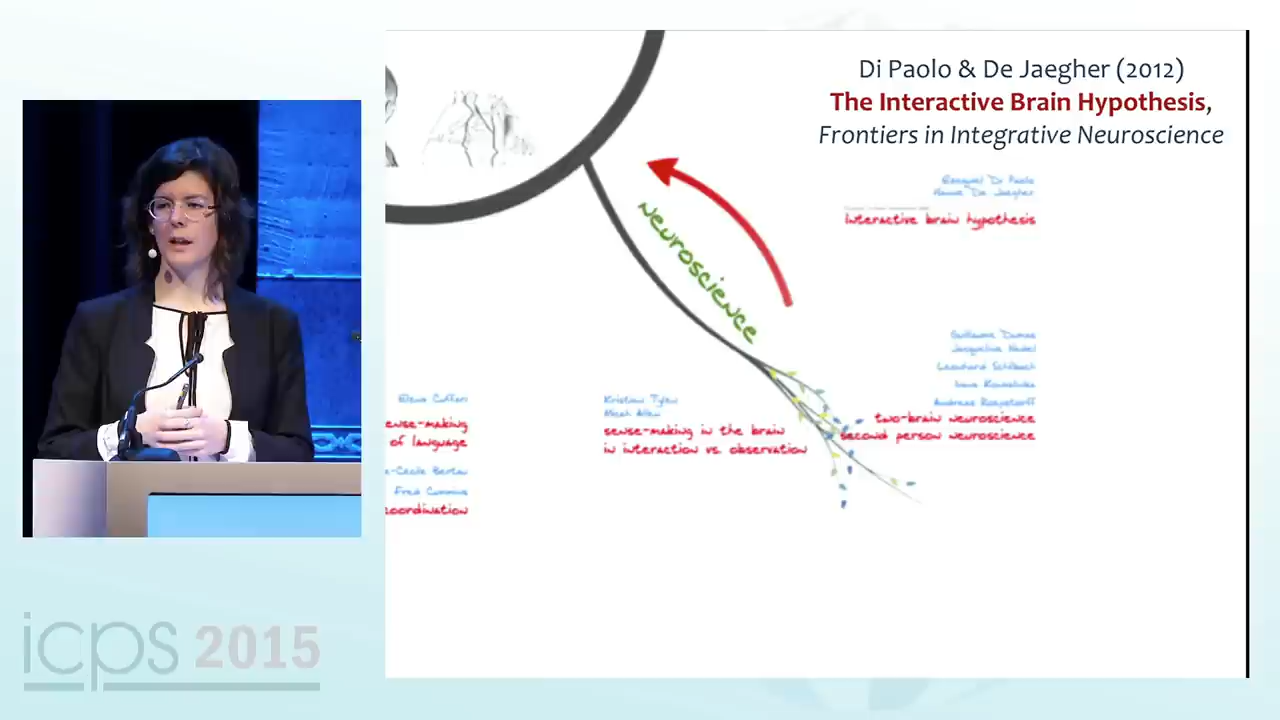 Di Paolo & De Jaegher (2012)
The Interactive Brain Hypothesis,
Frontiers in Integrative Neuroscience
Ezequiel Di Paolo
Hanne De Jaegher
interactive brain hypothesis
neuroscience
Guillaume Dumas
Jacqueline Nadel
Leonhard Schilbach
Ivana Konvalinka
Andreas Roepstorff
two-brain neuroscience
second person neuroscience
Kristian Tylén
Micah Allen
sense-making in the brain
in interaction vs. observation
Elena Cuffari
ense-making
of language
e-Cecile Bertau
Fred Cummins
coordination
icps 2015